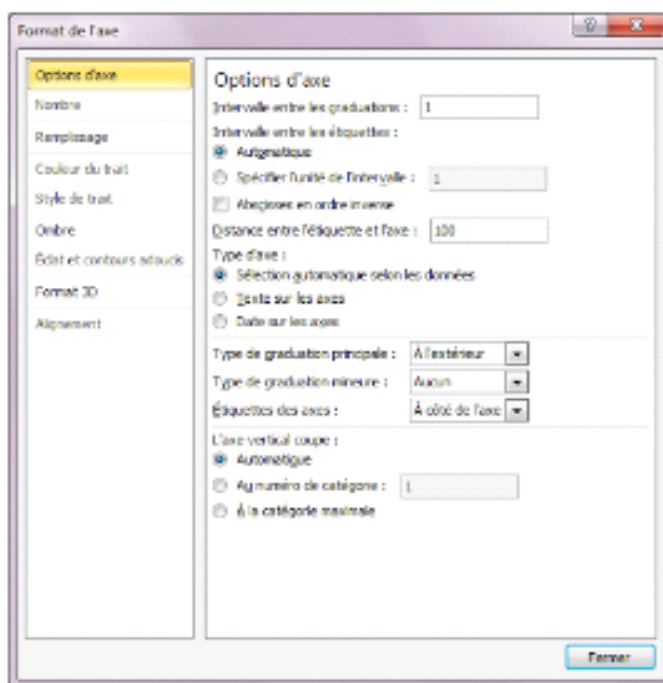 Format de l'axe
Options d'axe
Nombre
Remplissage
Couleur du trait
Style de trait
Ombre
Éclat et contours adoucis
Format 3D
Alignement
Options d'axe
Intervalle entre les graduations : 1
Intervalle entre les étiquettes :
Automatique
Spécifier l'unité de l'intervalle : 1
Abscisses en ordre inverse
Distance entre l'étiquette et l'axe : 100
Type d'axe :
Sélection automatique selon les données
Texte sur les axes
Date sur les axes
Type de graduation principale : À l'extérieur
Type de graduation mineure : Aucun
Étiquettes des axes : À côté de l'axe
L'axe vertical coupe :
Automatique
Au numéro de catégorie : 1
À la catégorie maximale
Fermer